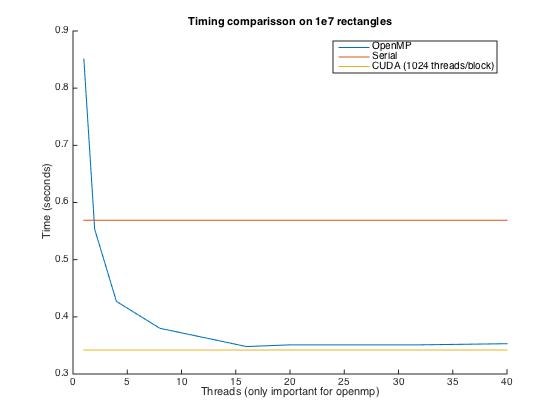 Timing comparisson on 1e7 rectangles
OpenMP
Serial
CUDA (1024 threads/block)
Time (seconds)
0.9
0.8
0.7
0.6
0.5
0.4
0.3
0 5 10 15 20 25 30 35 40
Threads (only important for openmp)